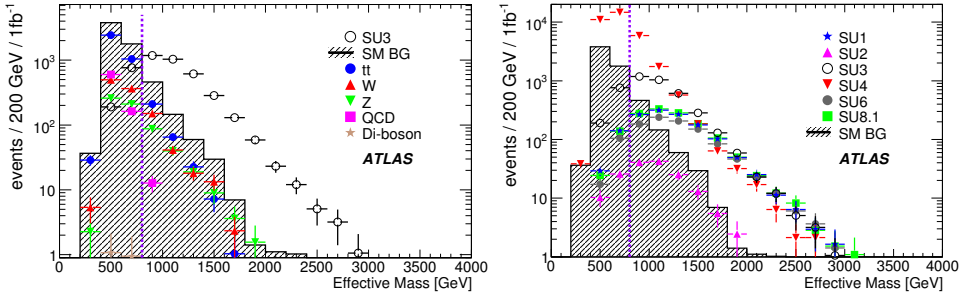 events / 200 GeV / 1fb⁻¹
10³
10²
10
1
0 500 1000 1500 2000 2500 3000 3500 4000
Effective Mass [GeV]
SU3
SM BG
tt
W
Z
QCD
Di-boson
ATLAS
events / 200 GeV / 1fb⁻¹
10⁴
10³
10²
10
1
0 500 1000 1500 2000 2500 3000 3500 4000
Effective Mass [GeV]
SU1
SU2
SU3
SU4
SU6
SU8.1
SM BG
ATLAS